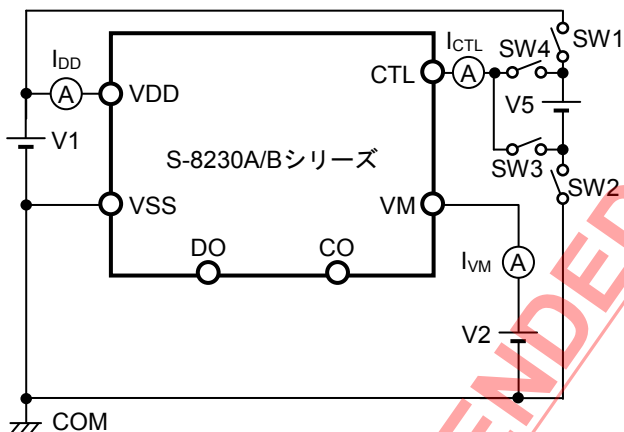 SW1
IDD
ICTL
SW4
A
VDD
CTL
A
V1
V5
S-8230A/Bシリーズ
SW3
VSS
VM
SW2
DO
CO
IVM
A
V2
COM
ENDED